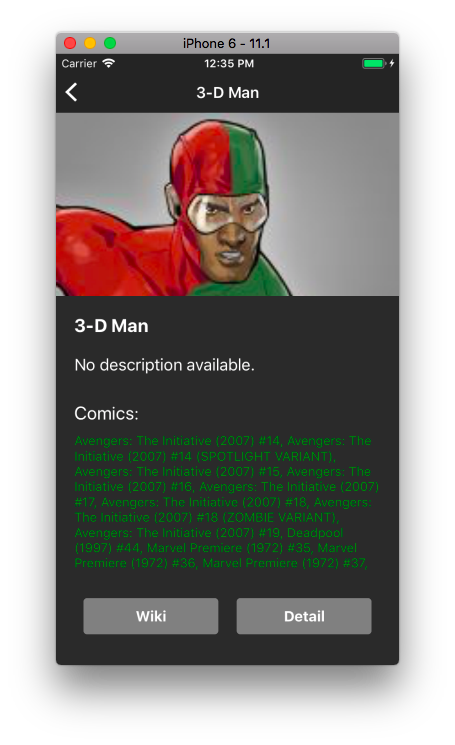 iPhone 6 - 11.1
Carrier 12:35 PM
3-D Man
3-D Man
No description available.
Comics:
Avengers: The Initiative (2007) #14, Avengers: The
Initiative (2007) #14 (SPOTLIGHT VARIANT),
Avengers: The Initiative (2007) #15, Avengers: The
Initiative (2007) #16, Avengers: The Initiative (2007)
#17, Avengers: The Initiative (2007) #18, Avengers:
The Initiative (2007) #18 (ZOMBIE VARIANT),
Avengers: The Initiative (2007) #19, Deadpool
(1997) #44, Marvel Premiere (1972) #35, Marvel
Premiere (1972) #36, Marvel Premiere (1972) #37,
Wiki Detail